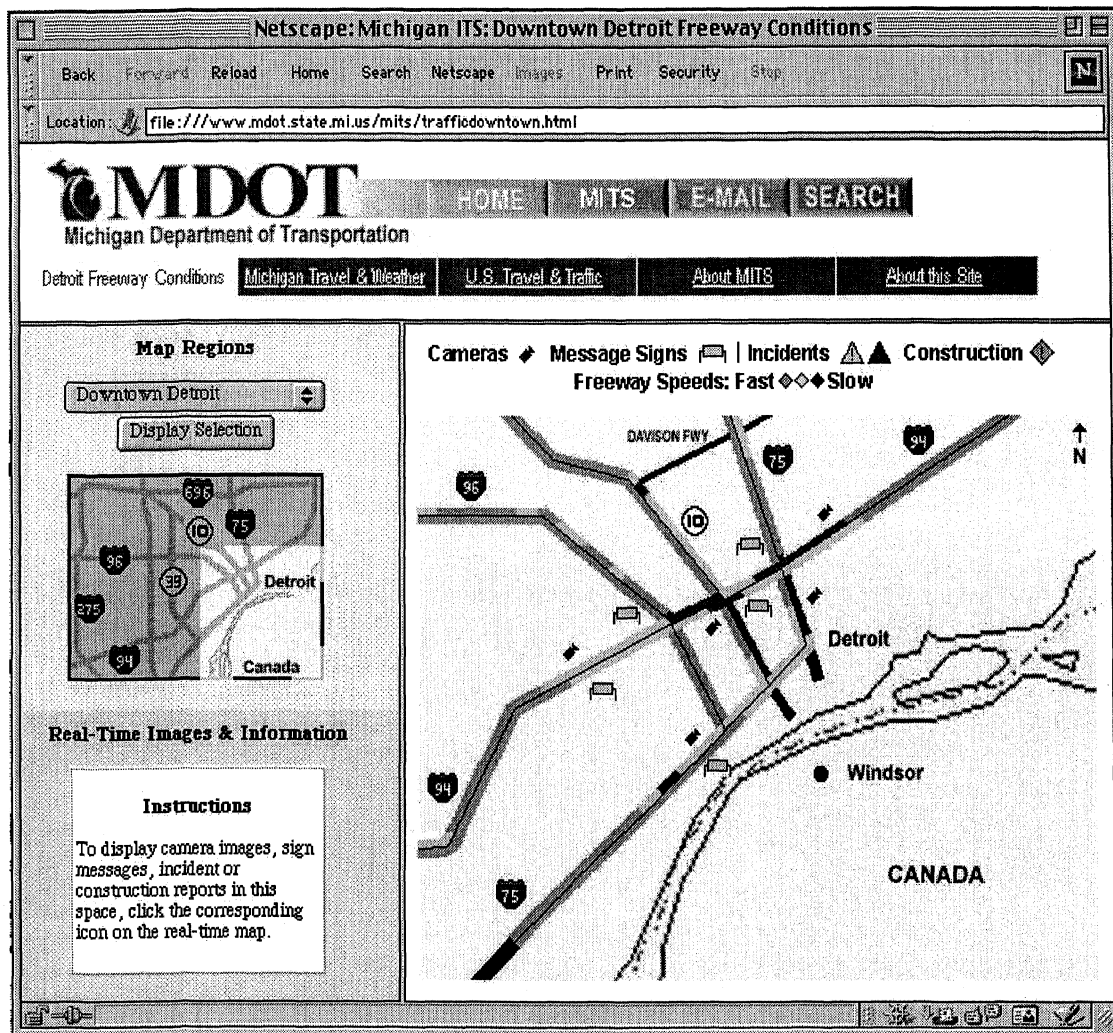 Netscape: Michigan ITS: Downtown Detroit Freeway Conditions
Back Forward Reload Home Search Netscape Images Print Security Stop
N
Location: file:///www.mdot.state.mi.us/mits/trafficdowntown.html
MDOT
HOME MITS E-MAIL SEARCH
Michigan Department of Transportation
Detroit Freeway Conditions Michigan Travel & Weather U.S. Travel & Traffic About MITS About this Site
Map Regions
Downtown Detroit
Display Selection
696
10
75
96
39
Detroit
275
94
Canada
Real-Time Images & Information
Instructions
To display camera images, sign
messages, incident or
construction reports in this
space, click the corresponding
icon on the real-time map.
Cameras Message Signs | Incidents Construction
Freeway Speeds: Fast Slow
DAVISON FWY
94
N
75
96
10
Detroit
Windsor
94
CANADA
75